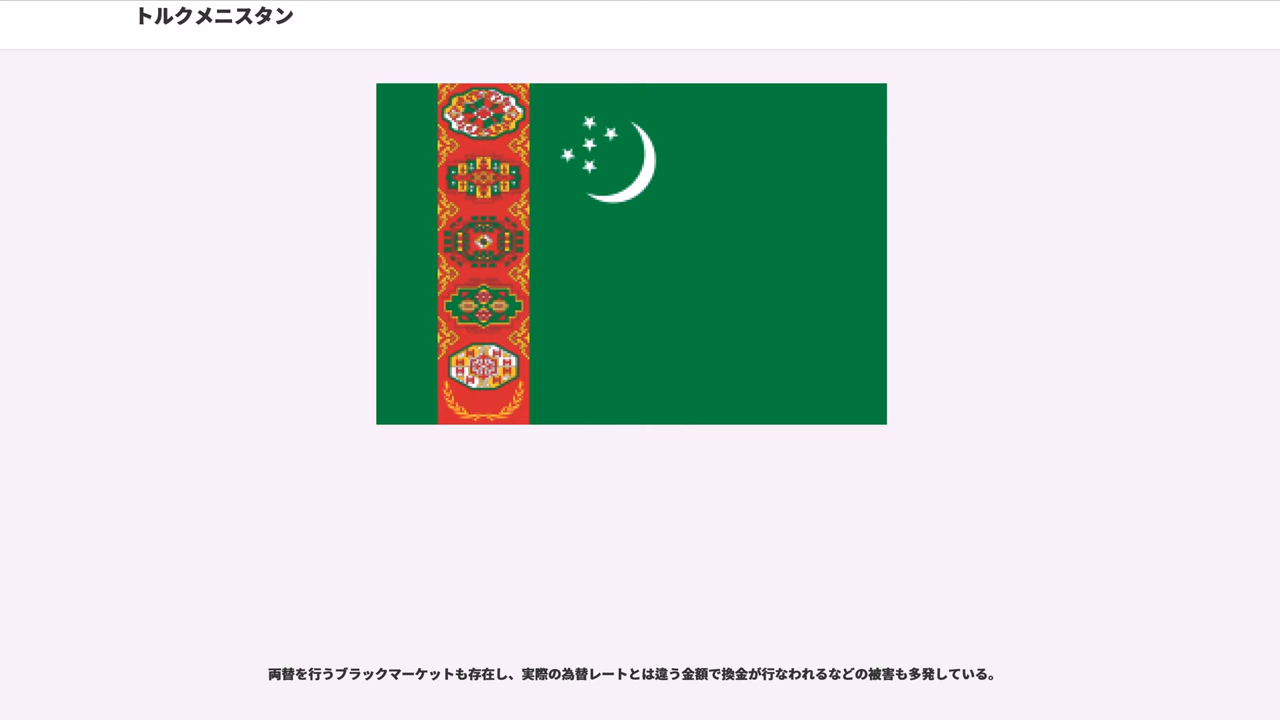 トルクメニスタン
両替を行うブラックマーケットも存在し、実際の為替レートとは違う金額で換金が行なわれるなどの被害も多発している。